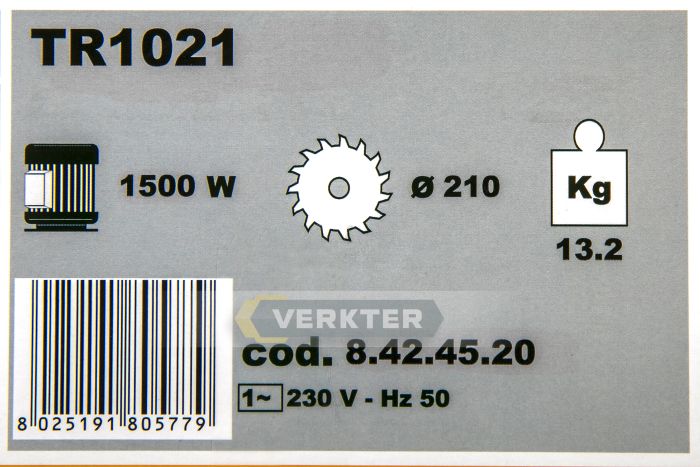 TR1021
1500 W
Ø 210
Kg
13.2
VERKTER
cod. 8.42.45.20
1~ 230 V - Hz 50
8 025191 805779